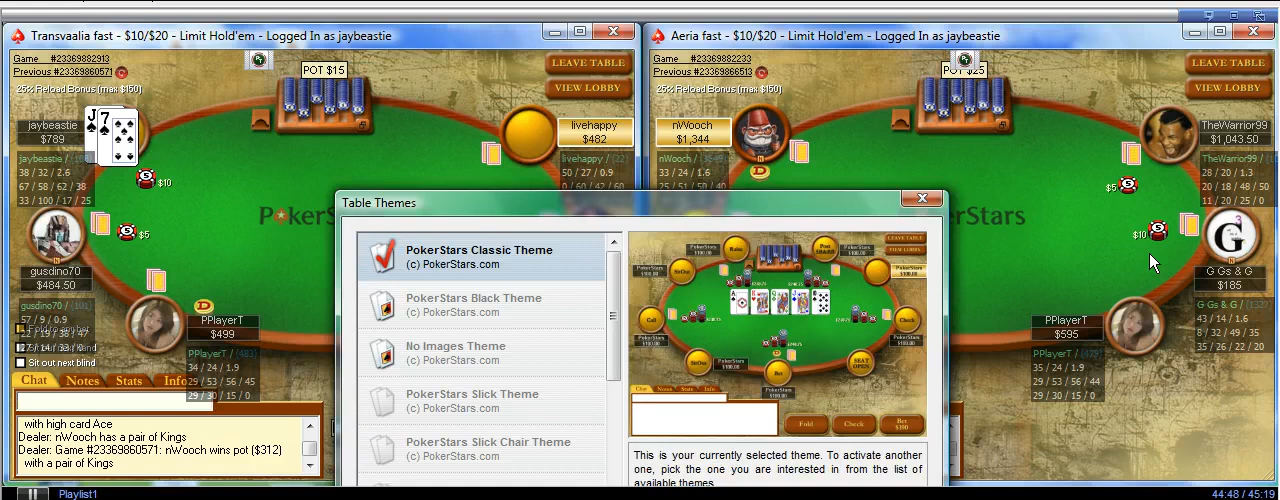 Transvaalia fast - $10/$20 - Limit Hold'em - Logged In as jaybeastie
Game #23369882913
Previous #23369860571
25% Reload Bonus (max $150)
POT $15
LEAVE TABLE
VIEW LOBBY
jaybeastie
$789
J 7
livehappy
$482
jaybeastie /
38 / 32 / 2.6
67 / 58 / 62 / 38
33 / 100 / 17 / 25
$10
livehappy / (22)
50 / 27 / 0.9
0 / 60 / 42 / 60
$5
gusdino70
$484.50
gusdino70 / (101
57 / 9 / 0.9
PPlayerT
$499
PPlayerT / (483)
34 / 24 / 1.9
29 / 53 / 56 / 45
29 / 30 / 15 / 0
Sit out next blind
Chat Notes Stats Info
with high card Ace
Dealer: nWooch has a pair of Kings
Dealer: Game #23369860571: nWooch wins pot ($312)
with a pair of Kings
Aeria fast - $10/$20 - Limit Hold'em - Logged In as jaybeastie
Game #23369882233
Previous #23369866513
25% Reload Bonus (max $150)
POT $25
LEAVE TABLE
VIEW LOBBY
nWooch
$1,344
TheWarrior99
$1,043.50
nWooch /
33 / 24 / 1.6
25 / 51 / 50 / 40
TheWarrior99 /
28 / 20 / 1.3
20 / 18 / 48 / 50
11 / 20 / 25 / 0
$5
$10
G
3
G Gs & G
$185
G Gs & G /
43 / 14 / 1.6
8 / 32 / 49 / 35
35 / 26 / 22 / 20
PPlayerT
$595
PPlayerT /
35 / 24 / 1.9
29 / 53 / 56 / 44
29 / 30 / 15 / 0
Table Themes
PokerStars Classic Theme
(c) PokerStars.com
PokerStars Black Theme
(c) PokerStars.com
No Images Theme
(c) PokerStars.com
PokerStars Slick Theme
(c) PokerStars.com
PokerStars Slick Chair Theme
(c) PokerStars.com
This is your currently selected theme. To activate another
one, pick the one you are interested in from the list of
available themes.
Playlist1
44:48 / 45:19